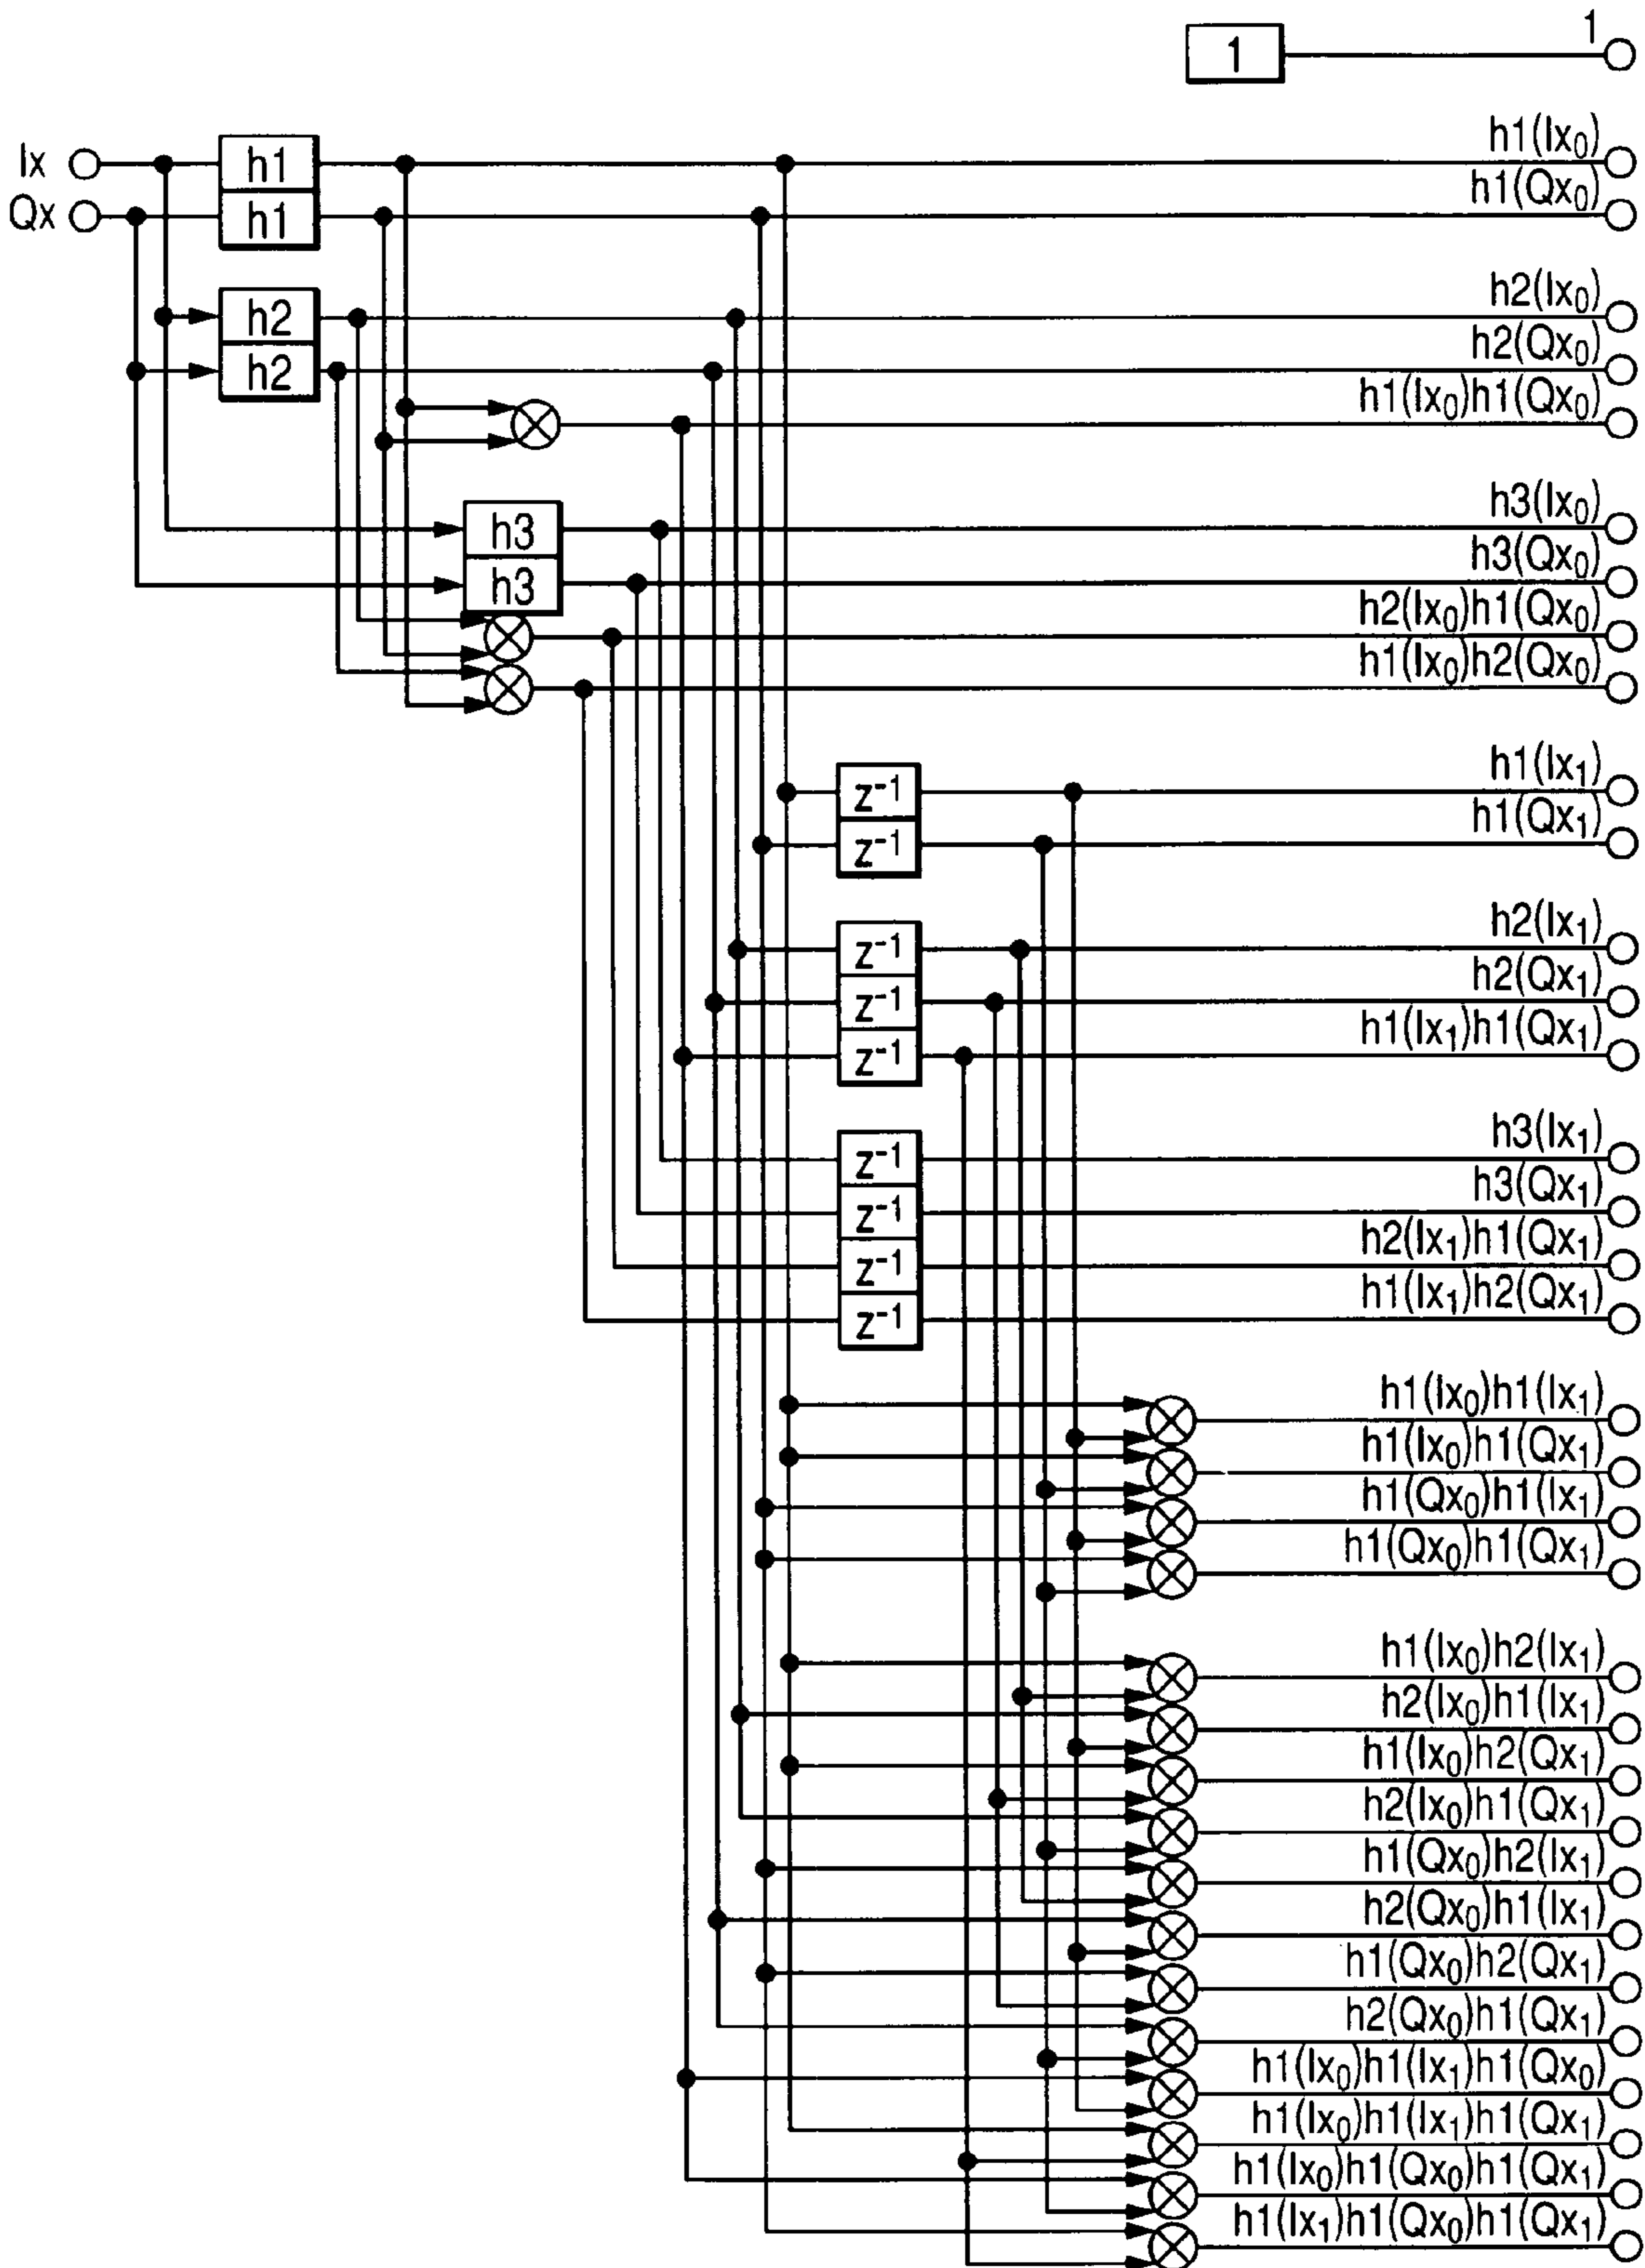 1 1
h1(Ix₀)
Ix h1
h1(Qx₀)
Qx h1
h2(Ix₀)
h2
h2(Qx₀)
h2
h1(Ix₀)h1(Qx₀)
h3(Ix₀)
h3
h3(Qx₀)
h3
h2(Ix₀)h1(Qx₀)
h1(Ix₀)h2(Qx₀)
h1(Ix₁)
z⁻¹
h1(Qx₁)
z⁻¹
h2(Ix₁)
z⁻¹
h2(Qx₁)
z⁻¹
h1(Ix₁)h1(Qx₁)
z⁻¹
h3(Ix₁)
z⁻¹
h3(Qx₁)
z⁻¹
h2(Ix₁)h1(Qx₁)
z⁻¹
h1(Ix₁)h2(Qx₁)
z⁻¹
h1(Ix₀)h1(Ix₁)
h1(Ix₀)h1(Qx₁)
h1(Qx₀)h1(Ix₁)
h1(Qx₀)h1(Qx₁)
h1(Ix₀)h2(Ix₁)
h2(Ix₀)h1(Ix₁)
h1(Ix₀)h2(Qx₁)
h2(Ix₀)h1(Qx₁)
h1(Qx₀)h2(Ix₁)
h2(Qx₀)h1(Ix₁)
h1(Qx₀)h2(Qx₁)
h2(Qx₀)h1(Qx₁)
h1(Ix₀)h1(Ix₁)h1(Qx₀)
h1(Ix₀)h1(Ix₁)h1(Qx₁)
h1(Ix₀)h1(Qx₀)h1(Qx₁)
h1(Ix₁)h1(Qx₀)h1(Qx₁)